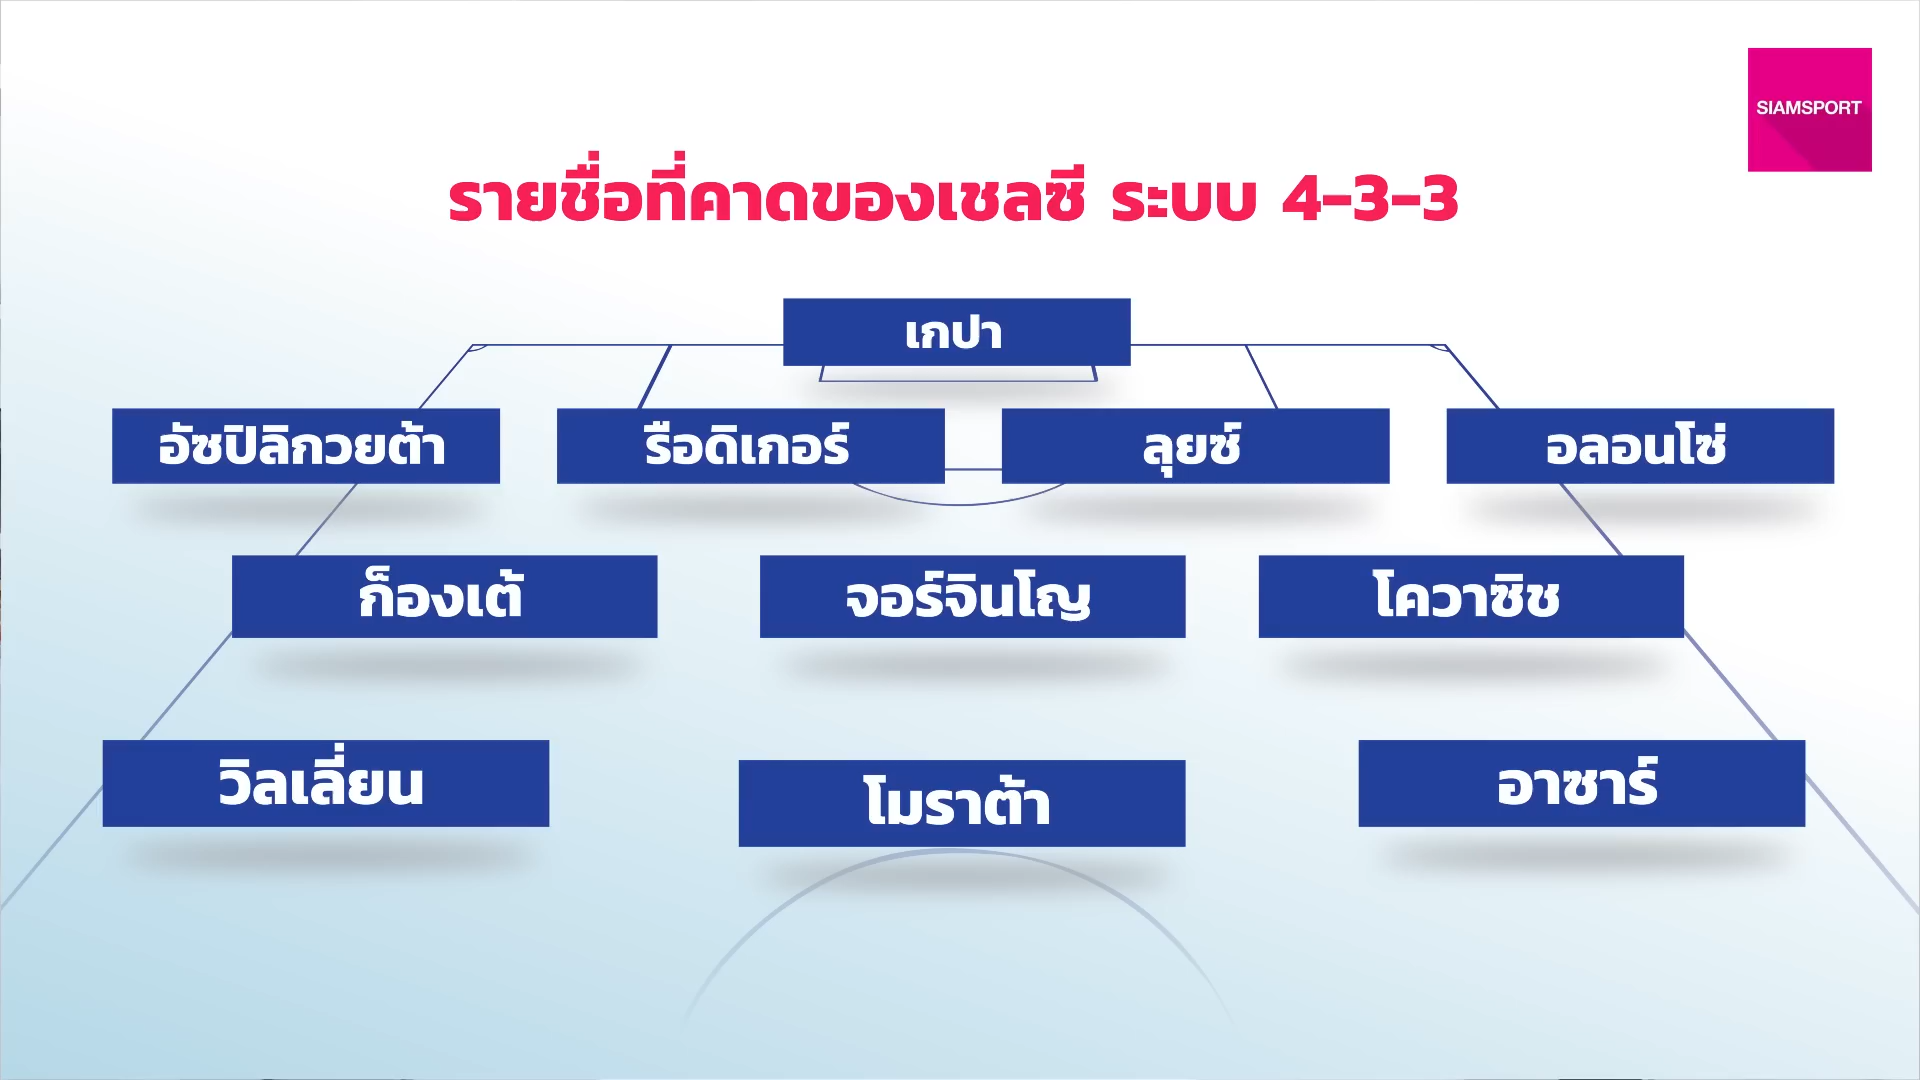 SIAMSPORT
รายชื่อที่คาดของเชลซี ระบบ 4-3-3
เกปา
อัซปิลิกวยต้า
รือดิเกอร์
ลุยซ์
อลอนโซ่
ก็องเต้
จอร์จินโญ
โควาซิช
วิลเลี่ยน
โมราต้า
อาซาร์